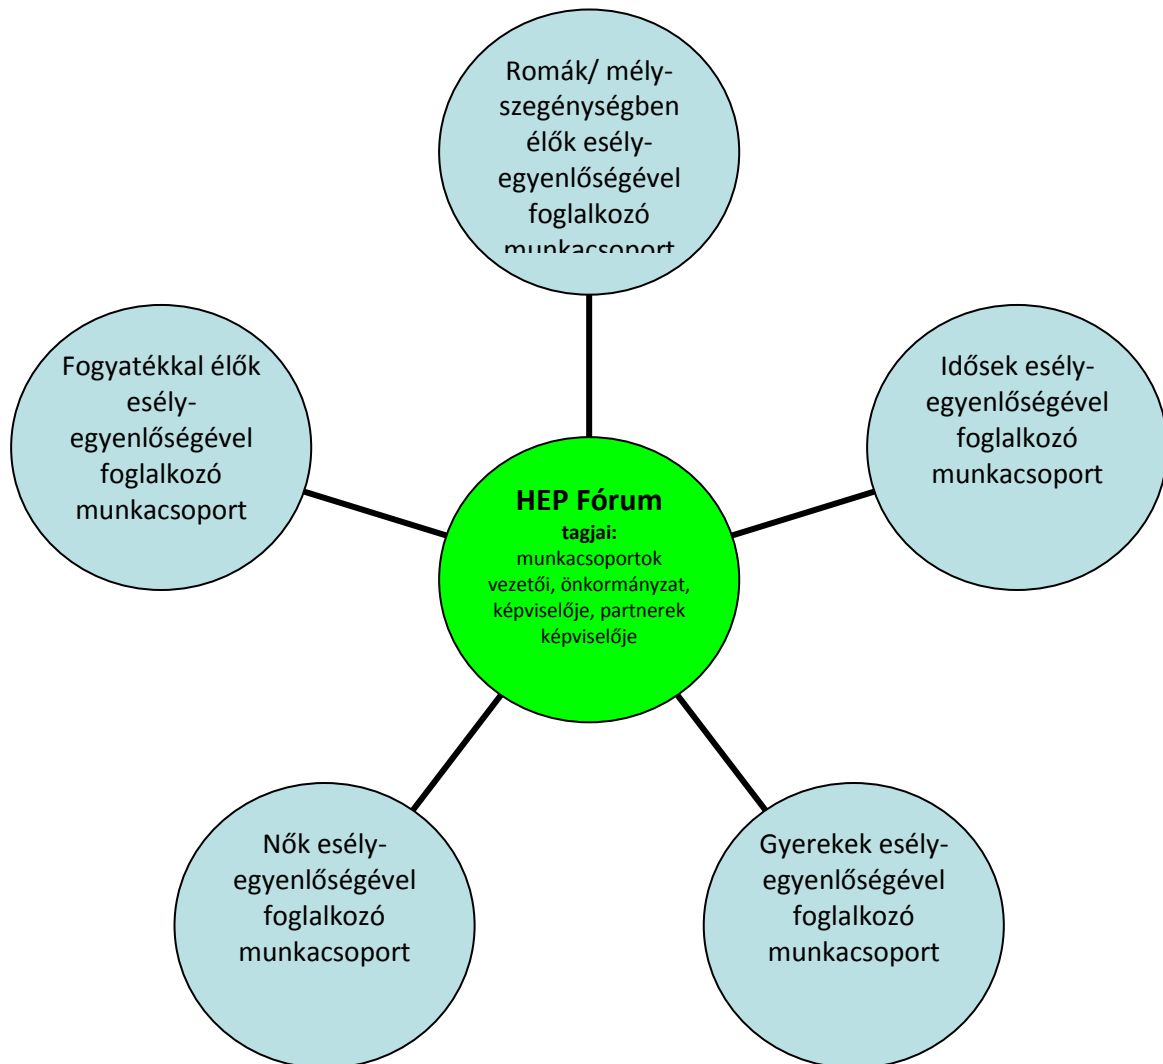 Romák/ mély-
szegénységben
élők esély-
egyenlőségével
foglalkozó
munkacsoport
Fogyatékkal élők
esély-
egyenlőségével
foglalkozó
munkacsoport
Idősek esély-
egyenlőségével
foglalkozó
munkacsoport
HEP Fórum
tagjai:
munkacsoportok
vezetői, önkormányzat,
képviselője, partnerek
képviselője
Nők esély-
egyenlőségével
foglalkozó
munkacsoport
Gyerekek esély-
egyenlőségével
foglalkozó
munkacsoport